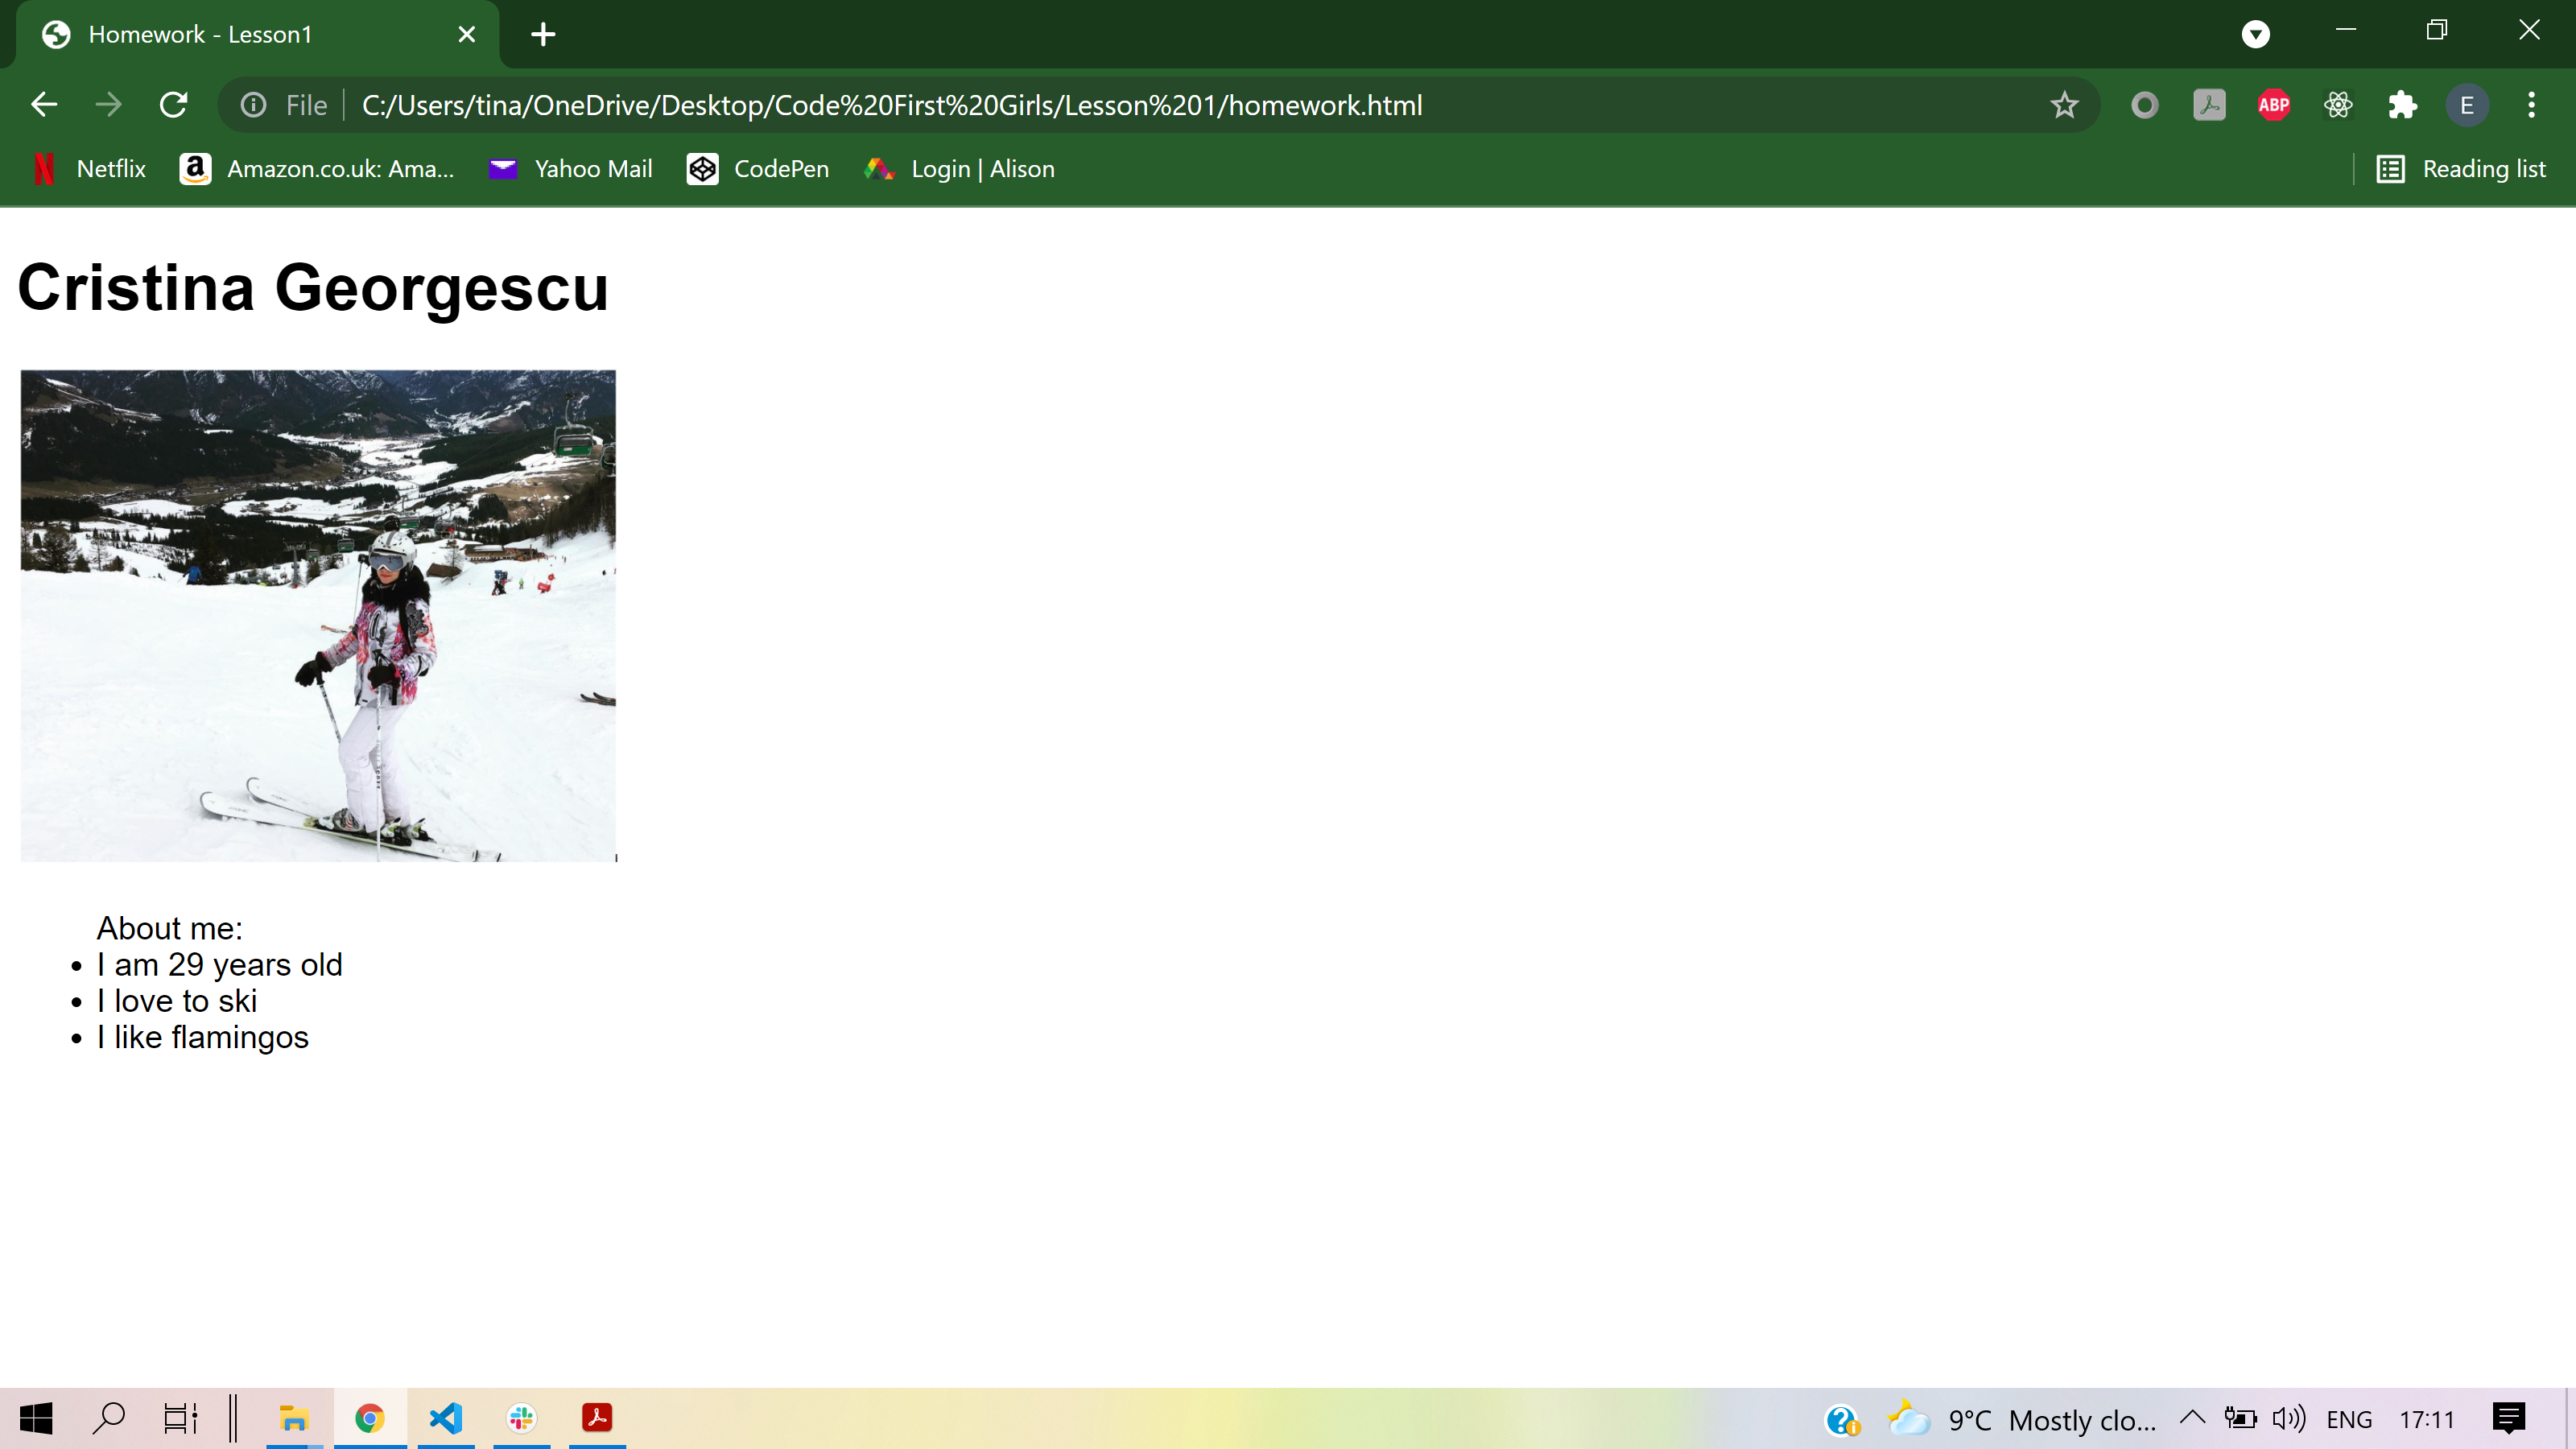 Homework - Lesson1
File C:/Users/tina/OneDrive/Desktop/Code%20First%20Girls/Lesson%201/homework.html
ABP
E
Netflix
a Amazon.co.uk: Ama...
Yahoo Mail
CodePen
Login | Alison
Reading list
Cristina Georgescu
About me:
I am 29 years old
I love to ski
I like flamingos
9°C Mostly clo...
ENG
17:11